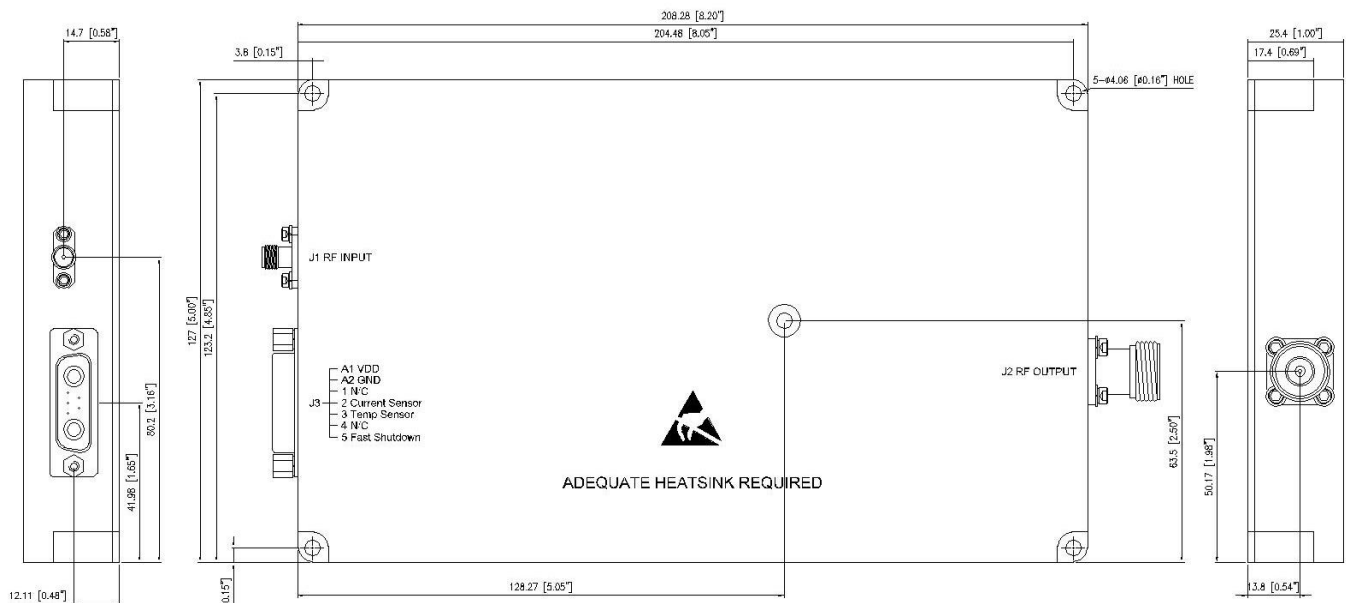 208.28 [8.20"]
204.48 [8.05"]
14.7 [0.58"]
3.8 [0.15"]
25.4 [1.00"]
17.4 [0.69"]
5-ø4.06 [ø0.16"] HOLE
J1 RF INPUT
127 [5.00"]
123.2 [4.85"]
80.2 [3.16"]
41.98 [1.65"]
A1 VDD
A2 GND
1 N/C
J3 2 Current Sensor
3 Temp Sensor
4 N/C
5 Fast Shutdown
J2 RF OUTPUT
63.5 [2.50"]
50.17 [1.98"]
ADEQUATE HEATSINK REQUIRED
12.11 [0.48"]
0.15"]
128.27 [5.05"]
13.8 [0.54"]